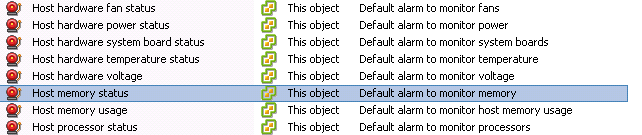 Host hardware fan status This object Default alarm to monitor fans
Host hardware power status This object Default alarm to monitor power
Host hardware system board status This object Default alarm to monitor system boards
Host hardware temperature status This object Default alarm to monitor temperature
Host hardware voltage This object Default alarm to monitor voltage
Host memory status This object Default alarm to monitor memory
Host memory usage This object Default alarm to monitor host memory usage
Host processor status This object Default alarm to monitor processors